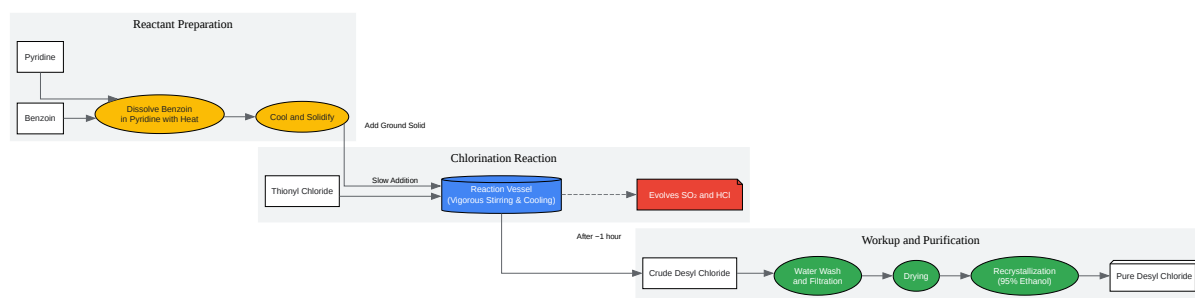 Reactant Preparation
Pyridine
Benzoin
Dissolve Benzoin
in Pyridine with Heat
Cool and Solidify
Add Ground Solid
Chlorination Reaction
Thionyl Chloride
Slow Addition
Reaction Vessel
(Vigorous Stirring & Cooling)
Evolves SO₂ and HCl
After ~1 hour
Workup and Purification
Crude Desyl Chloride
Water Wash
and Filtration
Drying
Recrystallization
(95% Ethanol)
Pure Desyl Chloride